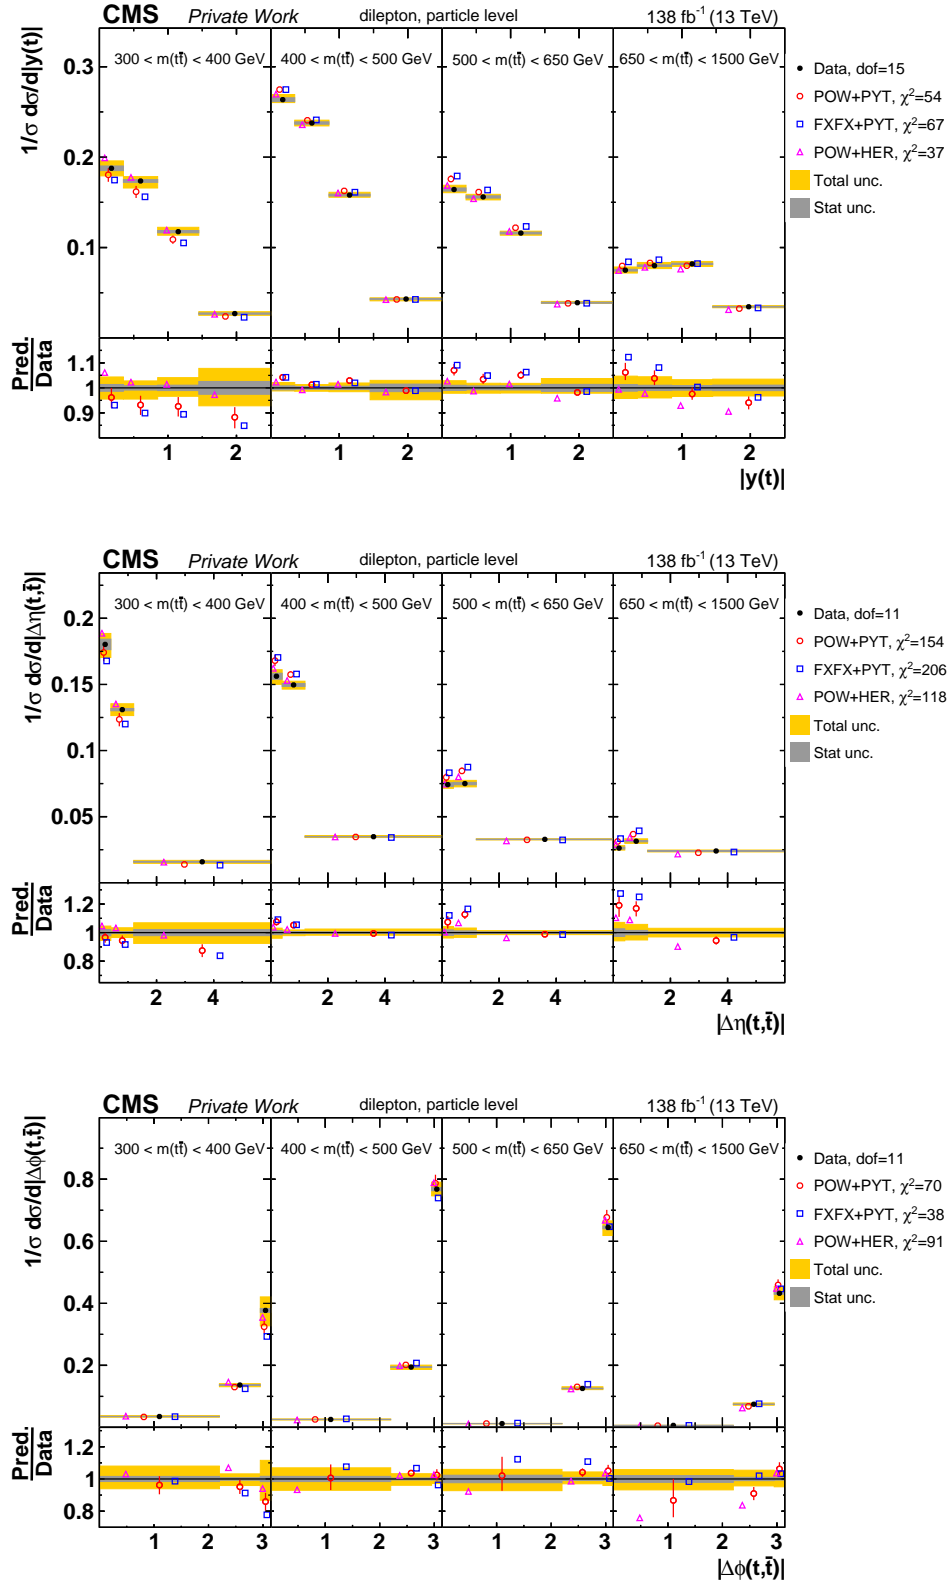 CMS Private Work dilepton, particle level 138 fb⁻¹ (13 TeV)
300 < m(tt̄) < 400 GeV 400 < m(tt̄) < 500 GeV 500 < m(tt̄) < 650 GeV 650 < m(tt̄) < 1500 GeV
1/σ dσ/d|y(t)|
0.3
0.2
0.1
Data, dof=15
POW+PYT, χ²=54
FXFX+PYT, χ²=67
POW+HER, χ²=37
Total unc.
Stat unc.
Pred.
Data
1.1
1
0.9
1 2 1 2 1 2 1 2
|y(t)|
CMS Private Work dilepton, particle level 138 fb⁻¹ (13 TeV)
300 < m(tt̄) < 400 GeV 400 < m(tt̄) < 500 GeV 500 < m(tt̄) < 650 GeV 650 < m(tt̄) < 1500 GeV
1/σ dσ/d|Δη(t,t̄)|
0.2
0.15
0.1
0.05
Data, dof=11
POW+PYT, χ²=154
FXFX+PYT, χ²=206
POW+HER, χ²=118
Total unc.
Stat unc.
Pred.
Data
1.2
1
0.8
2 4 2 4 2 4 2 4
|Δη(t,t̄)|
CMS Private Work dilepton, particle level 138 fb⁻¹ (13 TeV)
300 < m(tt̄) < 400 GeV 400 < m(tt̄) < 500 GeV 500 < m(tt̄) < 650 GeV 650 < m(tt̄) < 1500 GeV
1/σ dσ/d|Δφ(t,t̄)|
0.8
0.6
0.4
0.2
Data, dof=11
POW+PYT, χ²=70
FXFX+PYT, χ²=38
POW+HER, χ²=91
Total unc.
Stat unc.
Pred.
Data
1.2
1
0.8
1 2 3 1 2 3 1 2 3 1 2 3
|Δφ(t,t̄)|